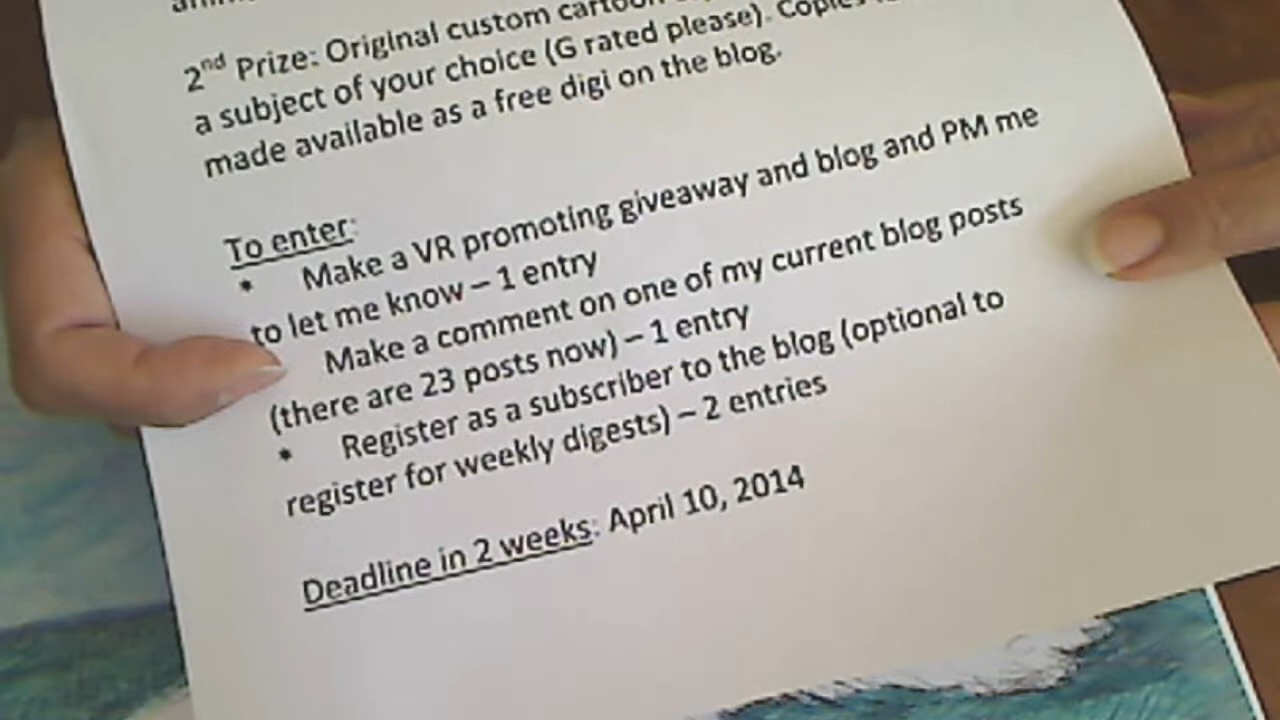 2nd Prize: Original custom cartoon
a subject of your choice (G rated please). Copies
made available as a free digi on the blog.
To enter:
* Make a VR promoting giveaway and blog and PM me
to let me know – 1 entry
Make a comment on one of my current blog posts
(there are 23 posts now) – 1 entry
* Register as a subscriber to the blog (optional to
register for weekly digests) – 2 entries
Deadline in 2 weeks: April 10, 2014